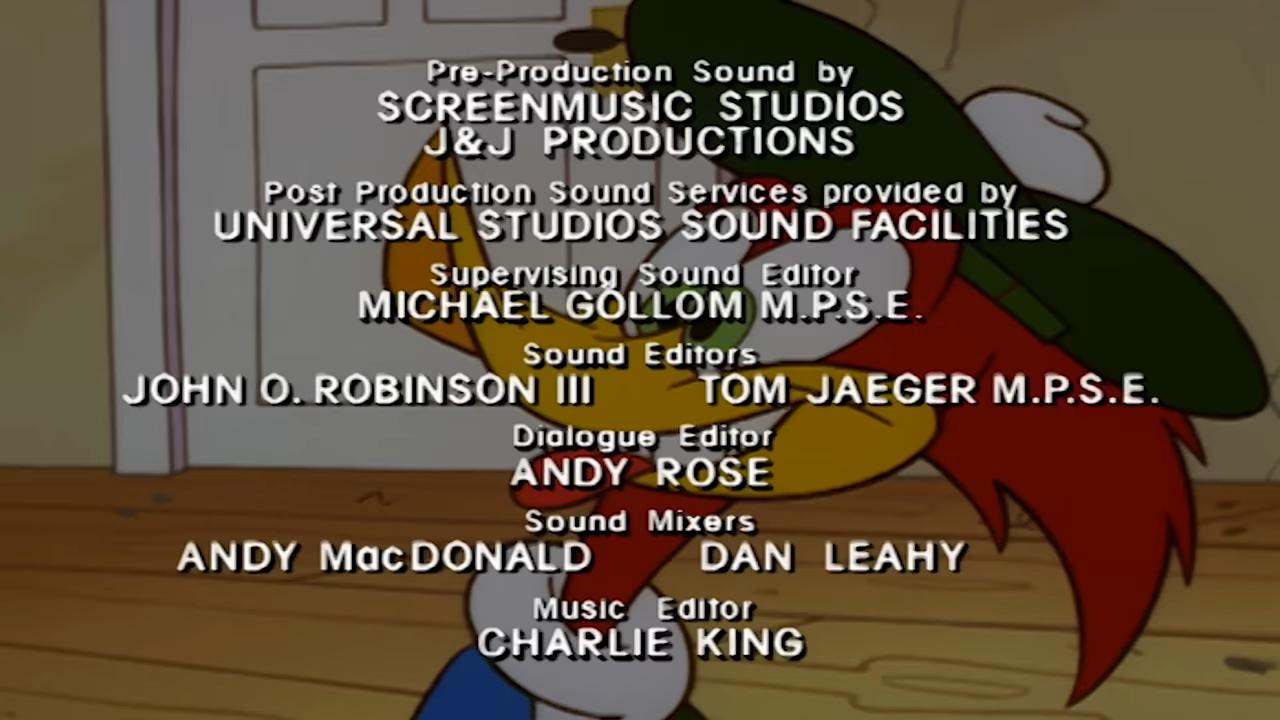 Pre-Production Sound by
SCREENMUSIC STUDIOS
J&J PRODUCTIONS
Post Production Sound Services provided by
UNIVERSAL STUDIOS SOUND FACILITIES
Supervising Sound Editor
MICHAEL GOLLOM M.P.S.E.
Sound Editors
JOHN O. ROBINSON III TOM JAEGER M.P.S.E.
Dialogue Editor
ANDY ROSE
Sound Mixers
ANDY MacDONALD DAN LEAHY
Music Editor
CHARLIE KING